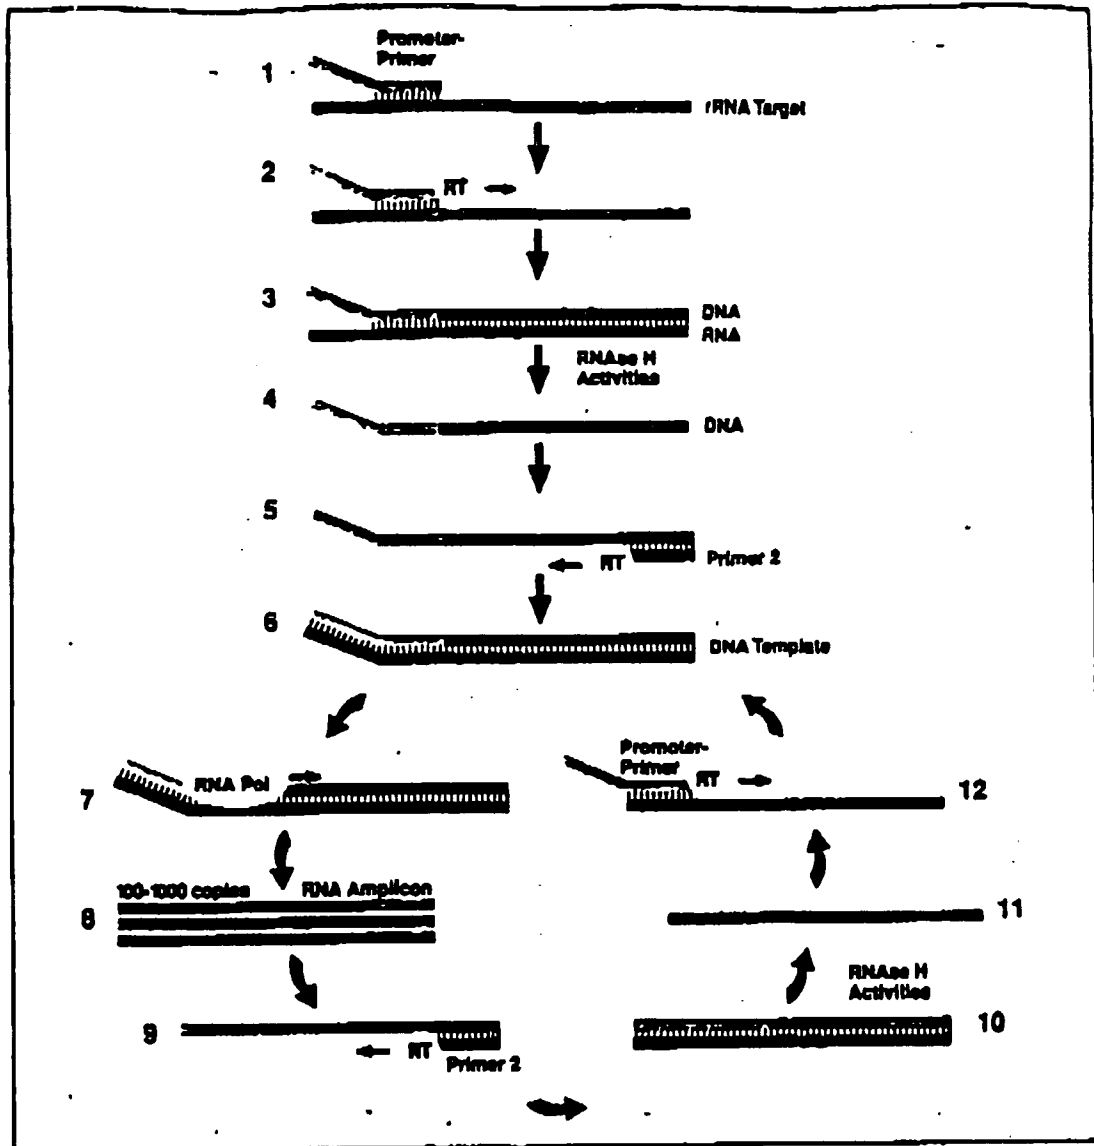 Promoter-
Primer
1
rRNA Target
2
RT
3
DNA
RNA
RNAse H
Activities
4
DNA
5
RT
Primer 2
6
DNA Template
7
RNA Pol
Promoter-
Primer
RT
12
100-1000 copies
RNA Amplicon
8
11
RNAse H
Activities
9
RT
Primer 2
10